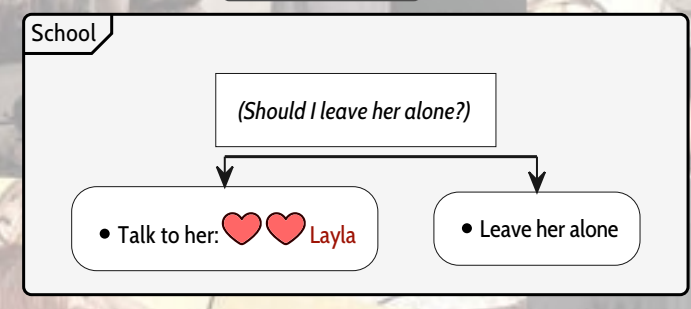 School
(Should I leave her alone?)
• Talk to her: Layla
• Leave her alone